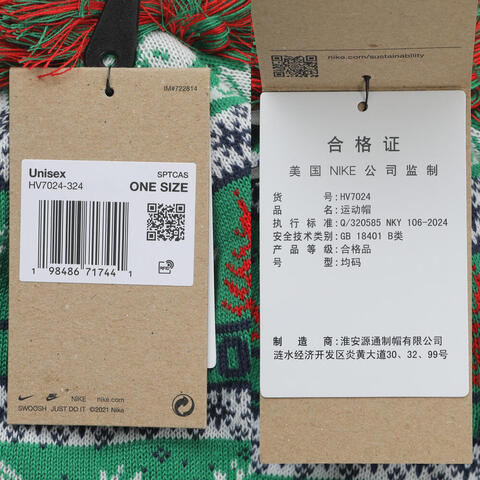 IM#722814
Unisex
SPTCAS
HV7024-324
ONE SIZE
1 98486 71744 1
RFID
NIKE nike.com
SWOOSH JUST DO IT ©2021 Nike
nike.com/sustainability
合格证
美国 NIKE 公司监制
货号:HV7024
品名:运动帽
执行标准:Q/320585 NKY 106-2024
安全技术类别:GB 18401 B类
产品等级:合格品
号型:均码
制造商:淮安源通制帽有限公司
涟水经济开发区炎黄大道30、32、99号